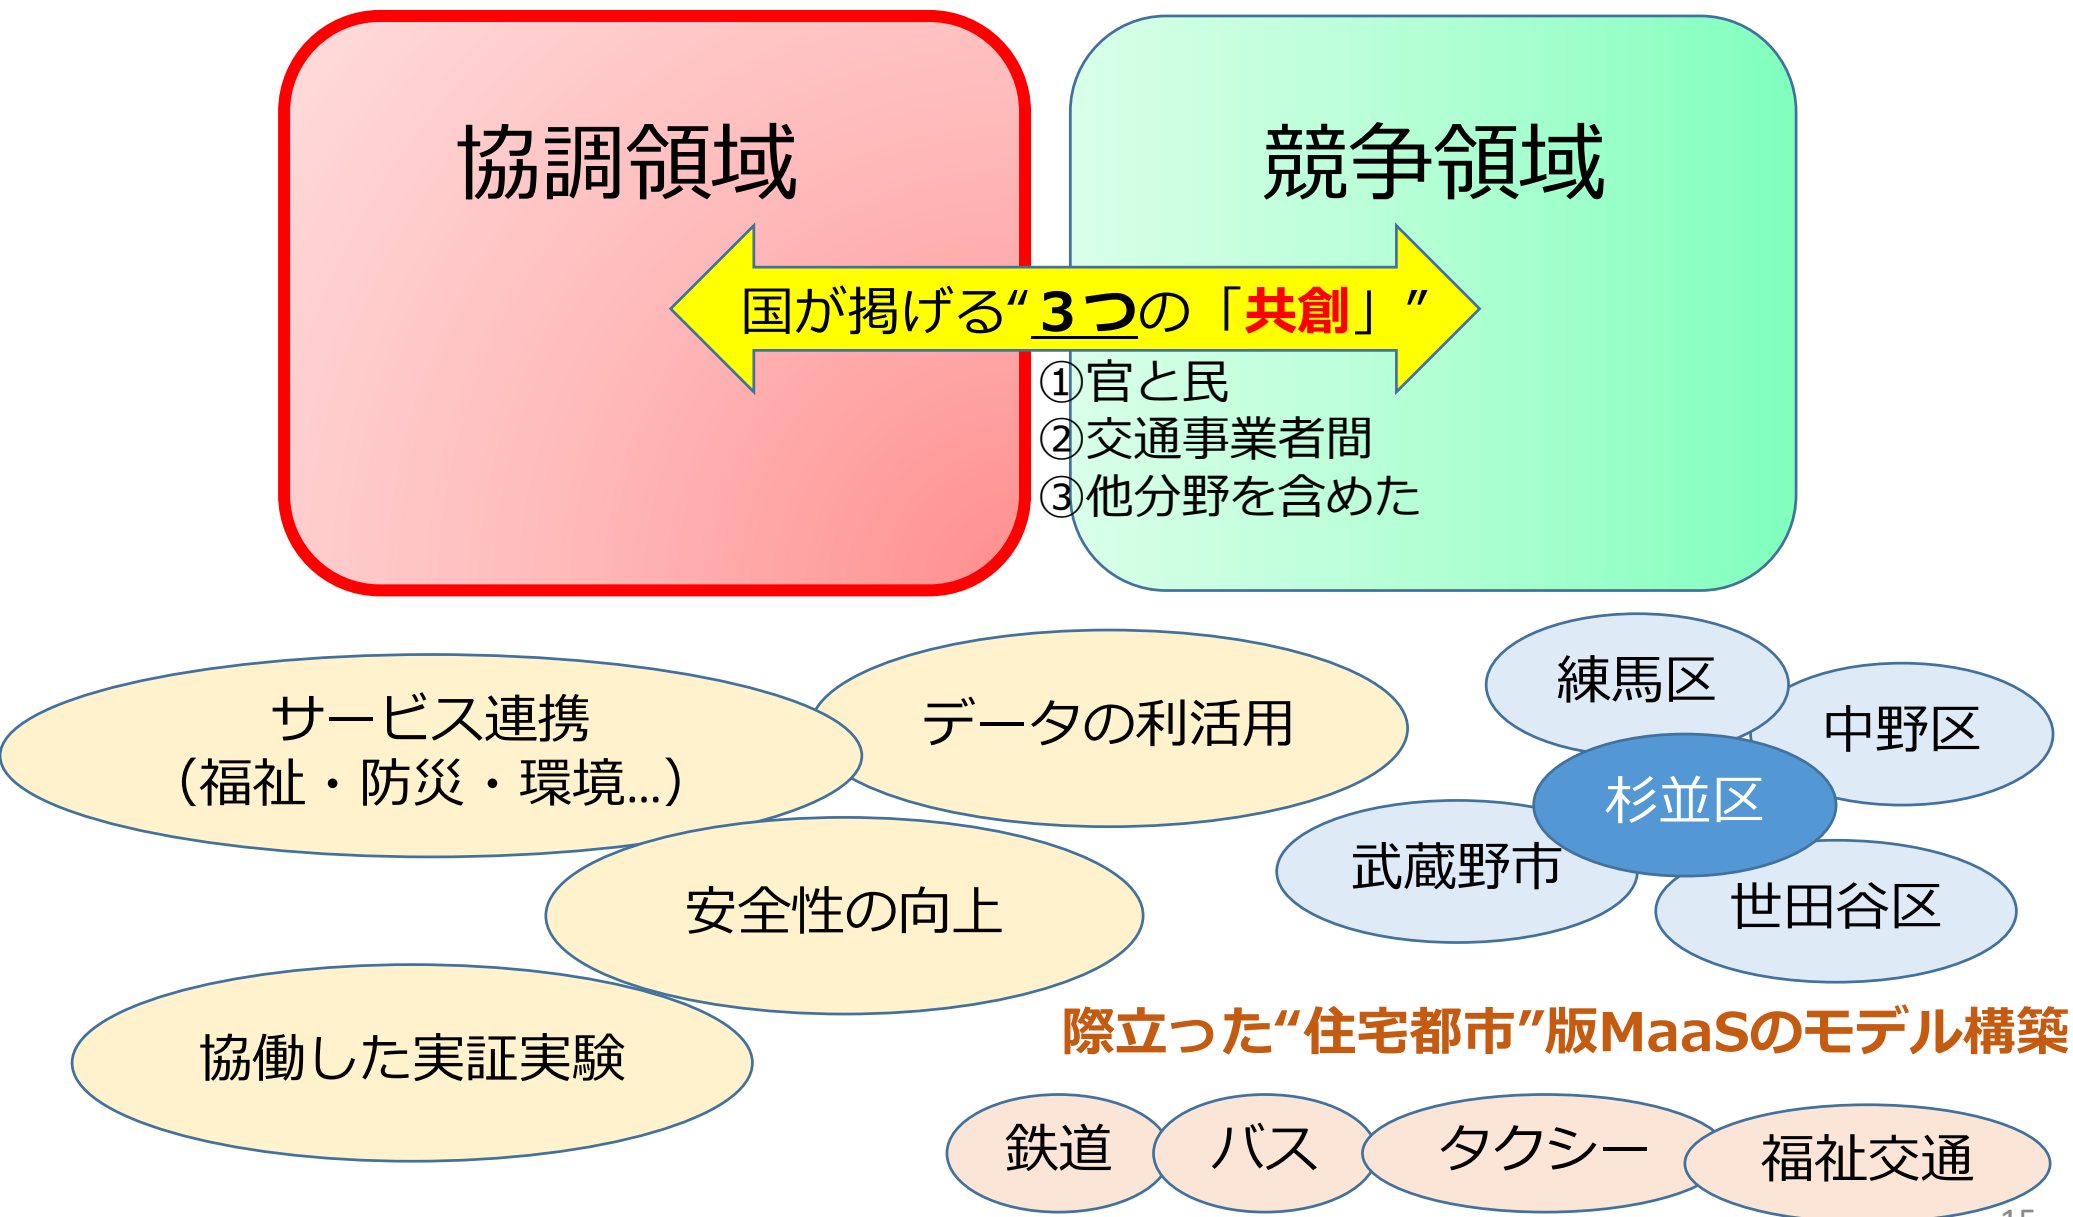 協調領域
競争領域
国が掲げる“３つの「共創」”
①官と民
②交通事業者間
③他分野を含めた
サービス連携
（福祉・防災・環境…）
データの利活用
安全性の向上
協働した実証実験
練馬区
中野区
杉並区
武蔵野市
世田谷区
際立った“住宅都市”版MaaSのモデル構築
鉄道
バス
タクシー
福祉交通